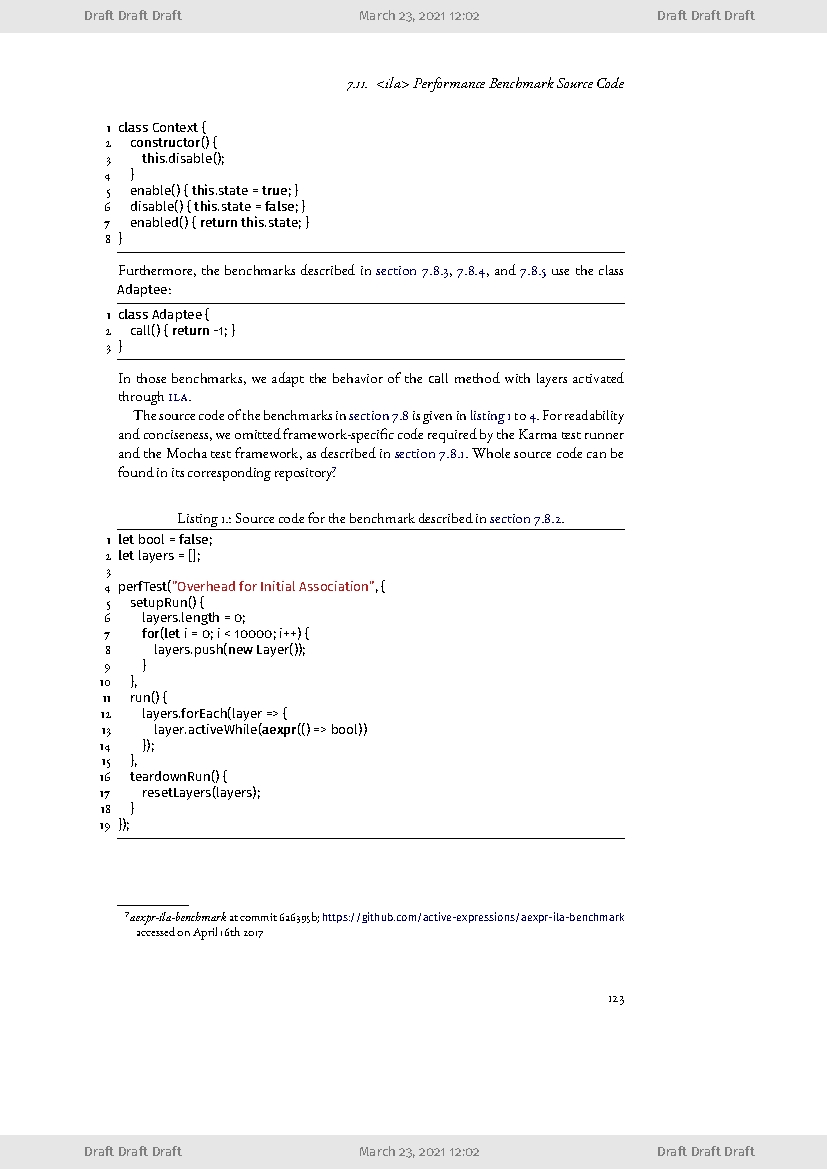 Draft Draft Draft March 23, 2021 12:02 Draft Draft Draft
7.11. <ila> Performance Benchmark Source Code
1 class Context {
2 constructor() {
3 this.disable();
4 }
5 enable() { this.state = true; }
6 disable() { this.state = false; }
7 enabled() { return this.state; }
8 }
Furthermore, the benchmarks described in section 7.8.3, 7.8.4, and 7.8.5 use the class
Adaptee:
1 class Adaptee {
2 call() { return -1; }
3 }
In those benchmarks, we adapt the behavior of the call method with layers activated
through ILA.
The source code of the benchmarks in section 7.8 is given in listing 1 to 4. For readability
and conciseness, we omitted framework-specific code required by the Karma test runner
and the Mocha test framework, as described in section 7.8.1. Whole source code can be
found in its corresponding repository.7
Listing 1.: Source code for the benchmark described in section 7.8.2.
1 let bool = false;
2 let layers = [];
3
4 perfTest("Overhead for Initial Association", {
5 setupRun() {
6 layers.length = 0;
7 for(let i = 0; i < 10000; i++) {
8 layers.push(new Layer());
9 }
10 },
11 run() {
12 layers.forEach(layer => {
13 layer.activeWhile(aexpr(() => bool))
14 });
15 },
16 teardownRun() {
17 resetLayers(layers);
18 }
19 });
7 aexpr-ila-benchmark at commit 6a6395b; https://github.com/active-expressions/aexpr-ila-benchmark
accessed on April 16th 2017
123
Draft Draft Draft March 23, 2021 12:02 Draft Draft Draft